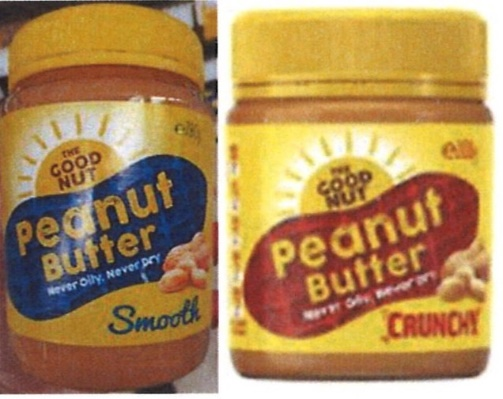 THE
GOOD
NUT
Peanut
Butter
Never Oily, Never Dry
Smooth
THE
GOOD
NUT
Peanut
Butter
Never Oily, Never Dry
CRUNCHY